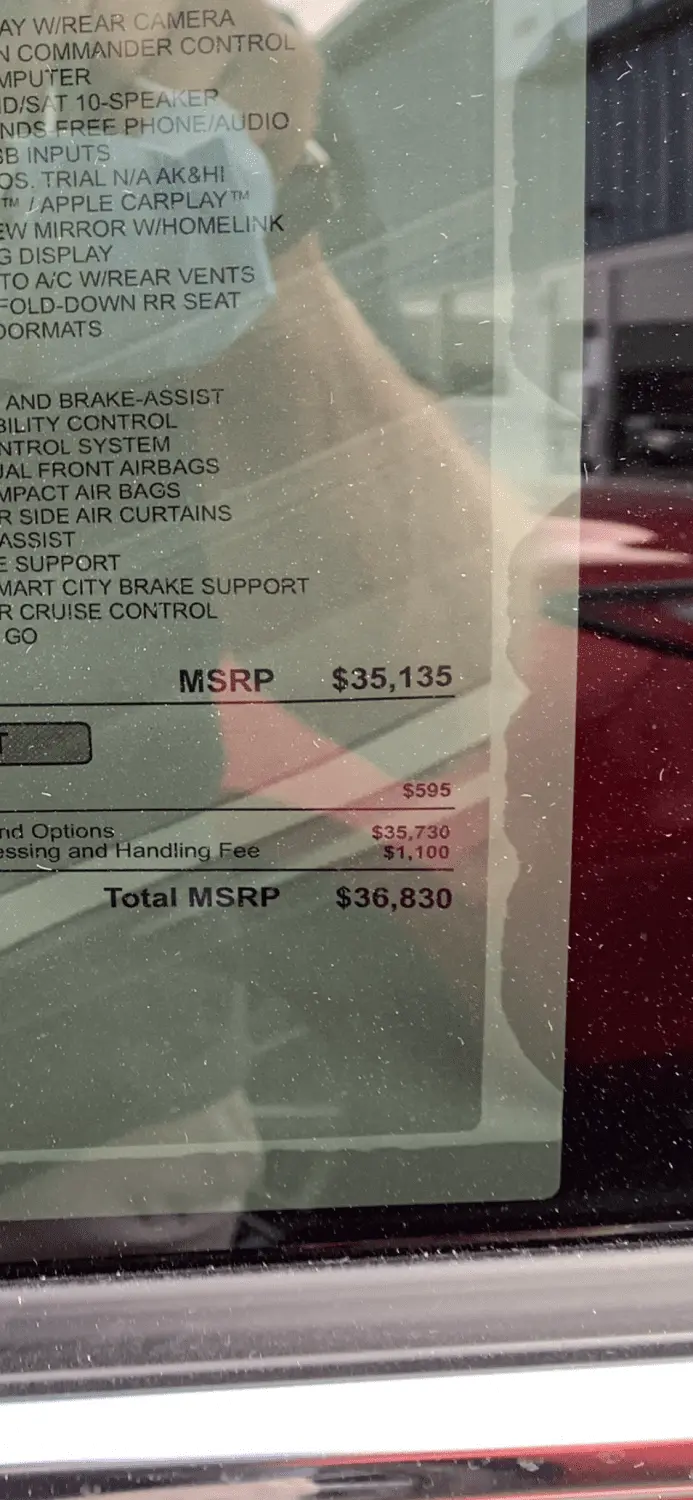 AY W/REAR CAMERA
N COMMANDER CONTROL
MPUTER
D/SAT 10-SPEAKER
NDS FREE PHONE/AUDIO
SB INPUTS
OS. TRIAL N/A AK&HI
™ / APPLE CARPLAY™
EW MIRROR W/HOMELINK
G DISPLAY
TO A/C W/REAR VENTS
FOLD-DOWN RR SEAT
OORMATS
AND BRAKE-ASSIST
BILITY CONTROL
NTROL SYSTEM
UAL FRONT AIRBAGS
MPACT AIR BAGS
R SIDE AIR CURTAINS
ASSIST
E SUPPORT
MART CITY BRAKE SUPPORT
R CRUISE CONTROL
GO
MSRP $35,135
T
$595
nd Options $35,730
essing and Handling Fee $1,100
Total MSRP $36,830